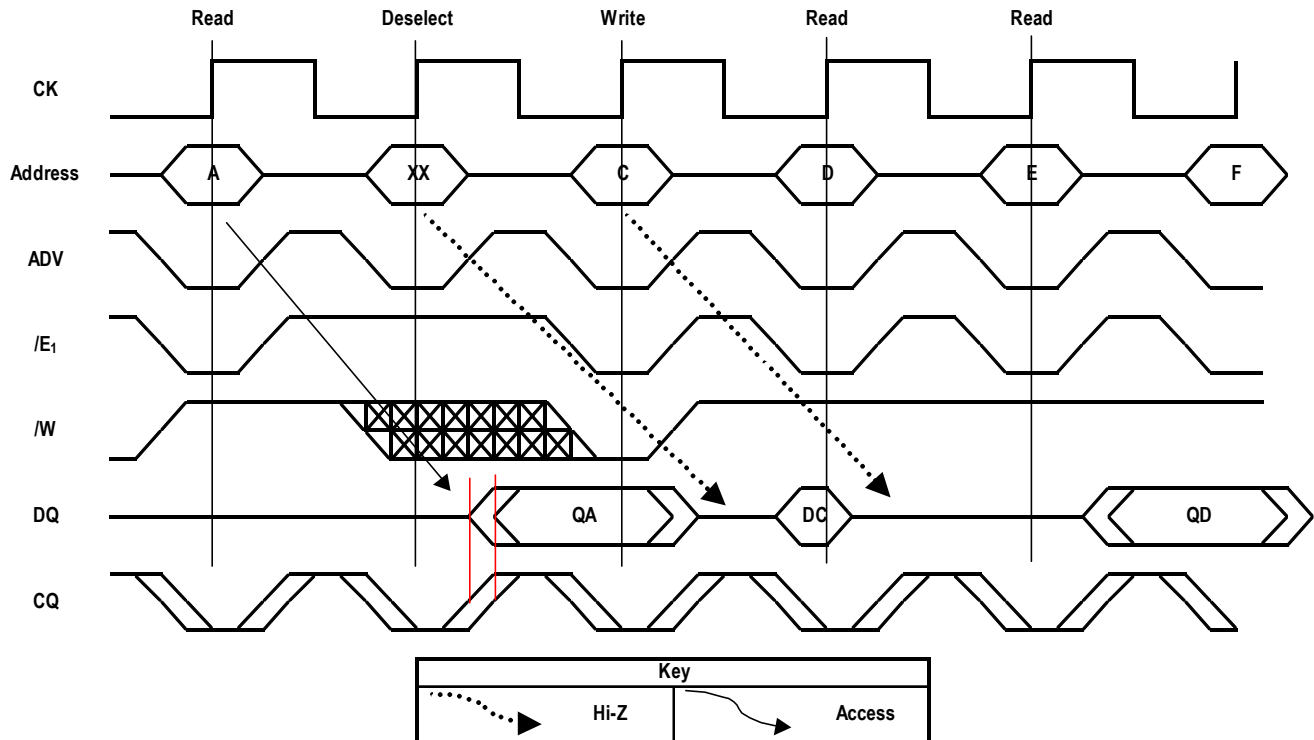 Read Deselect Write Read Read
CK
Address A XX C D E F
ADV
/E1
/W
DQ QA DC QD
CQ
Key
Hi-Z Access